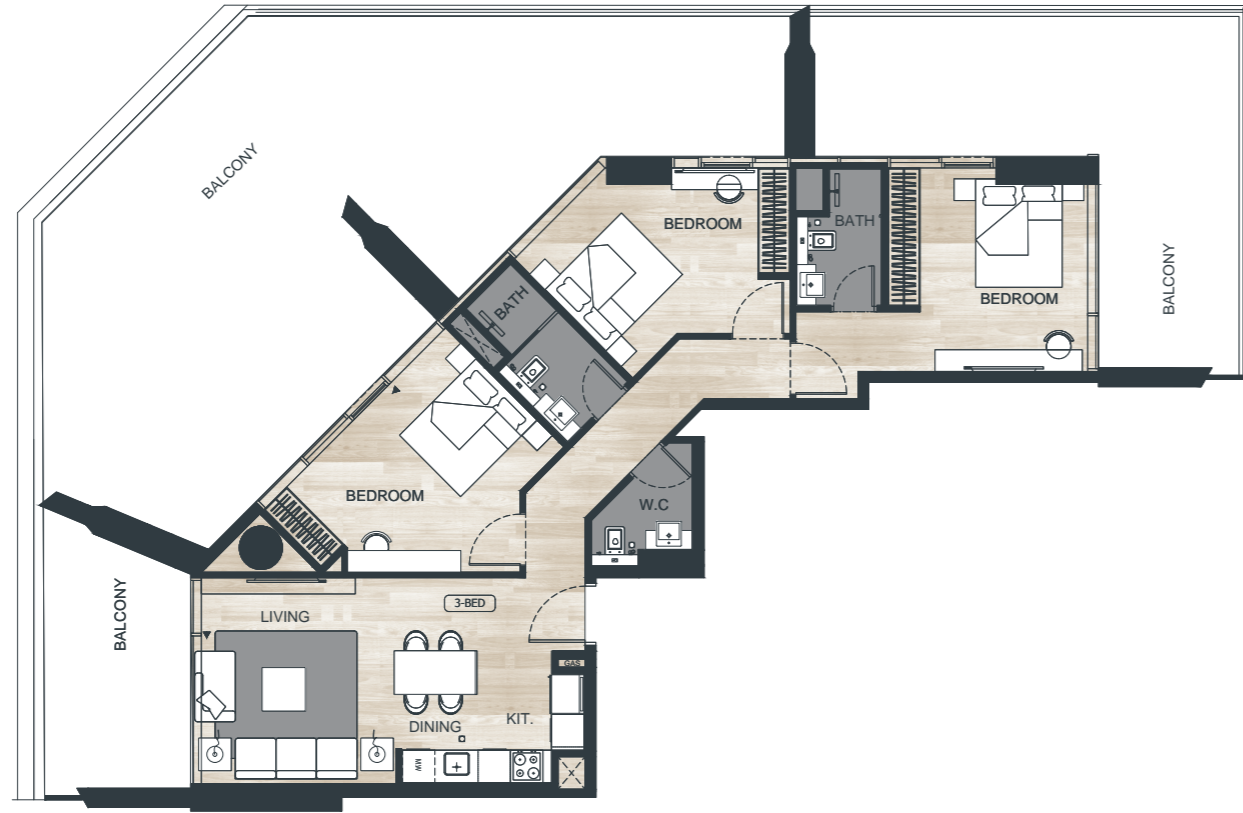 BALCONY
BEDROOM
BATH
BALCONY
BEDROOM
BATH
BEDROOM
W.C
BALCONY
LIVING
3-BED
GAS
DINING
KIT.
MW